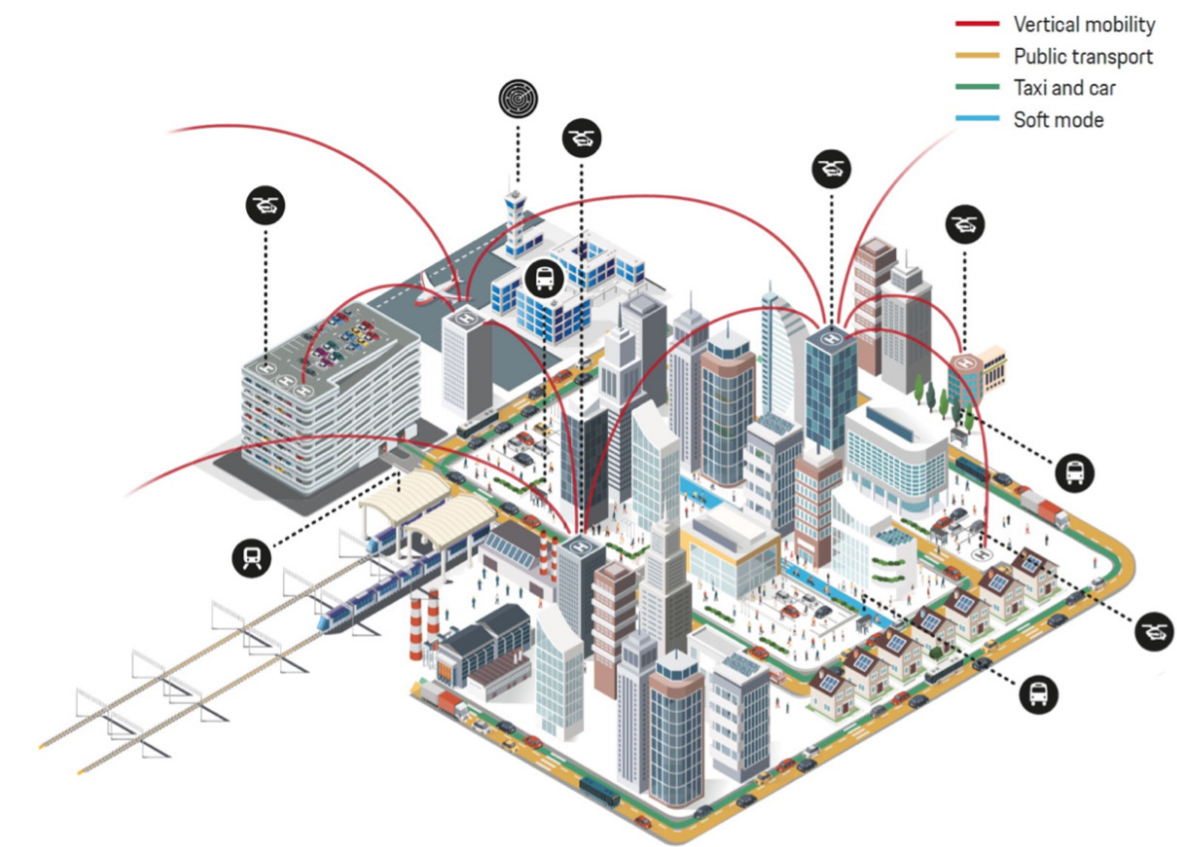 Vertical mobility
Public transport
Taxi and car
Soft mode
H
H
H
H
H
H
H
H